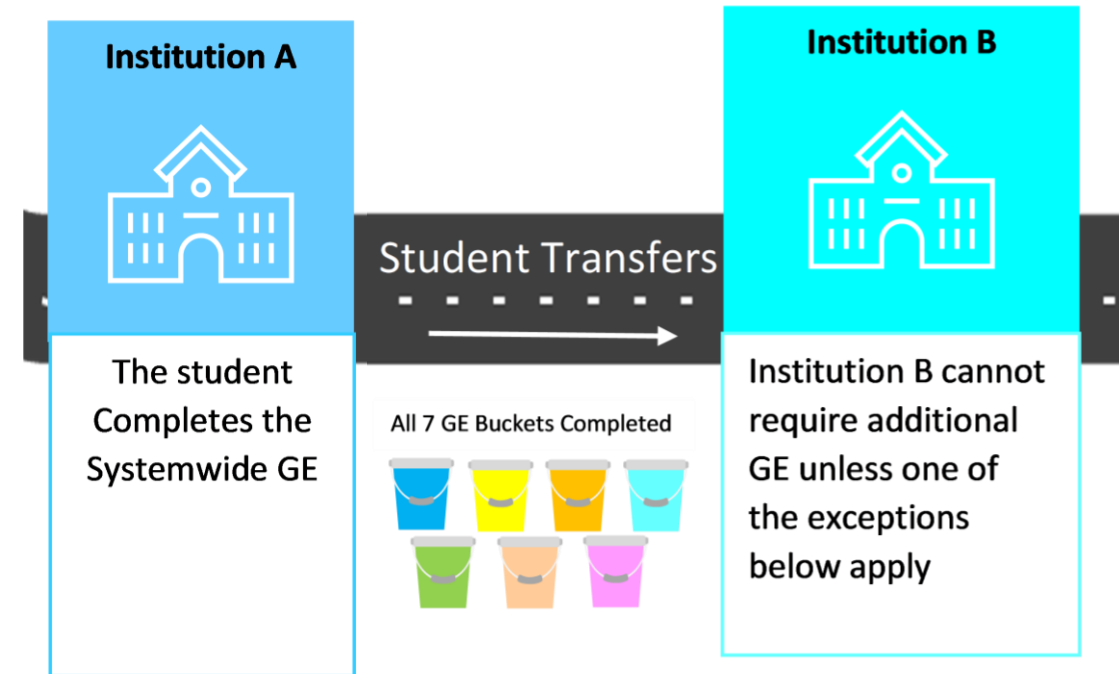 Institution A
Institution B
Student Transfers
The student
Completes the
Systemwide GE
All 7 GE Buckets Completed
Institution B cannot
require additional
GE unless one of
the exceptions
below apply